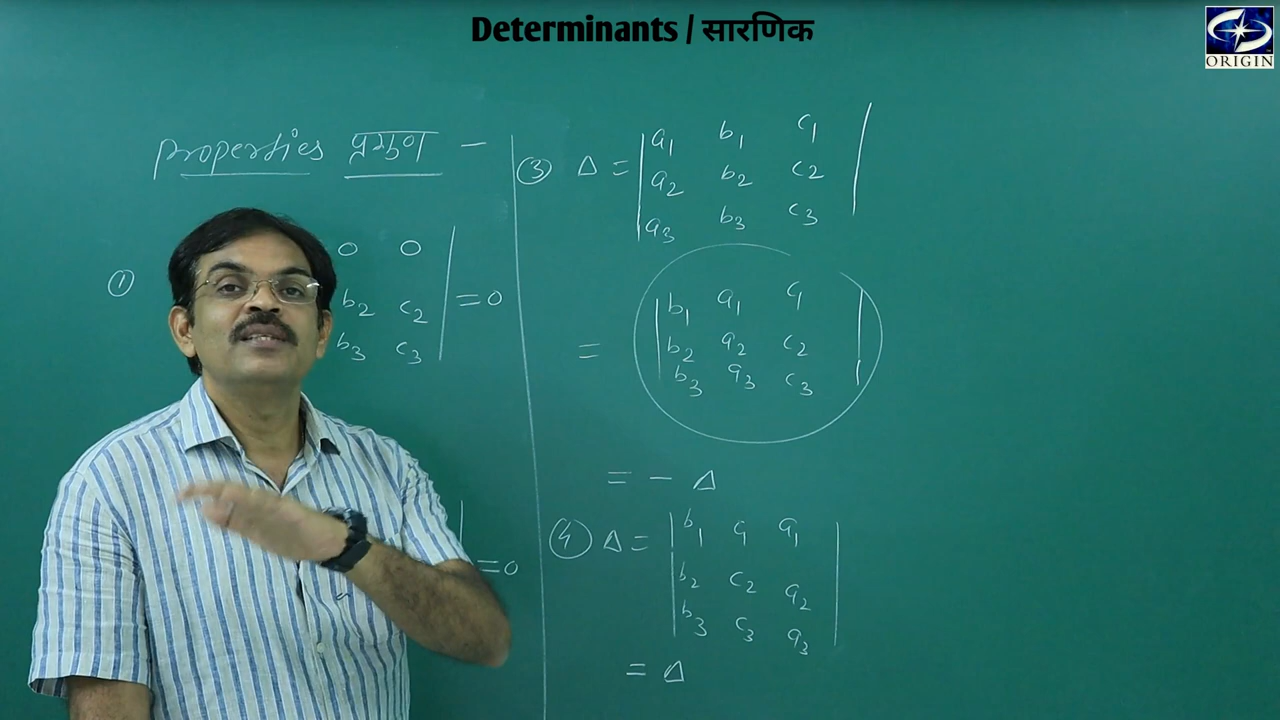 Determinants / सारणिक
ORIGIN
properties गुणधर्म —
① 0 0
b₂ c₂ = 0
b₃ c₃
= 0
③ Δ = | a₁ b₁ c₁ |
a₂ b₂ c₂
a₃ b₃ c₃
= | b₁ a₁ c₁ |
b₂ a₂ c₂
b₃ a₃ c₃
= − Δ
④ Δ = | b₁ c₁ a₁ |
b₂ c₂ a₂
b₃ c₃ a₃
= Δ